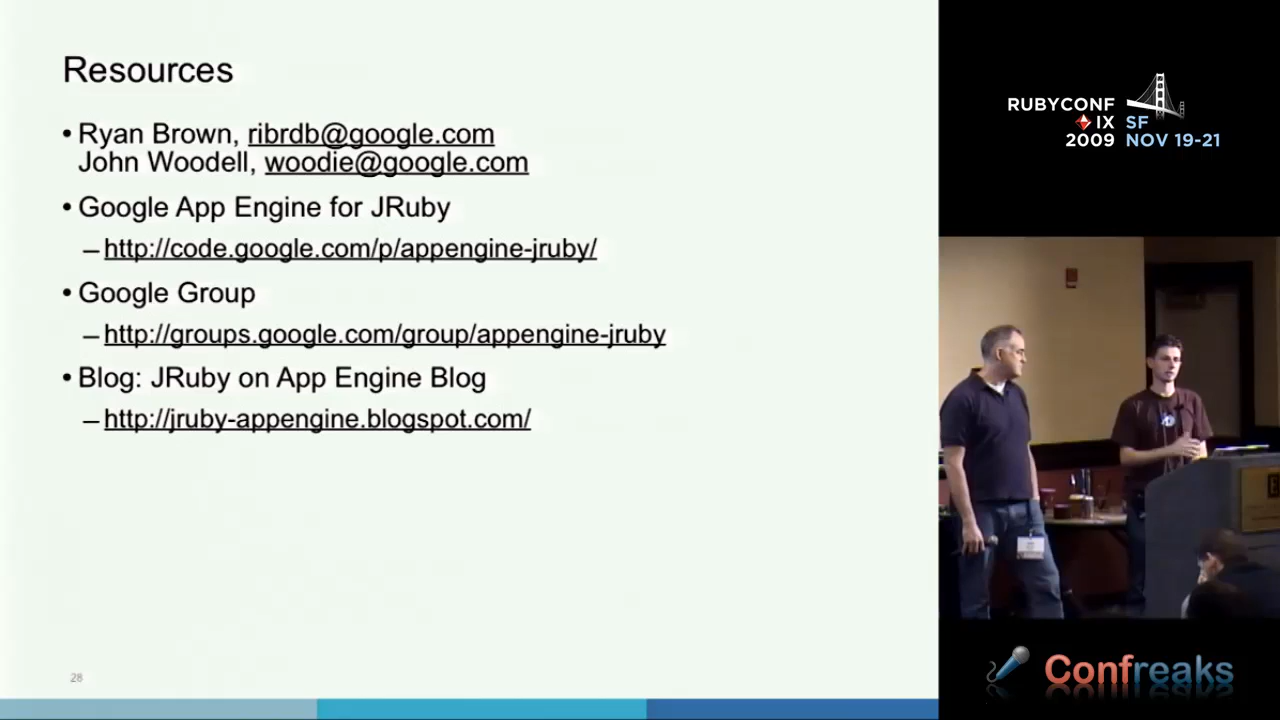 Resources
• Ryan Brown, ribrdb@google.com
John Woodell, woodie@google.com
• Google App Engine for JRuby
– http://code.google.com/p/appengine-jruby/
• Google Group
– http://groups.google.com/group/appengine-jruby
• Blog: JRuby on App Engine Blog
– http://jruby-appengine.blogspot.com/
28
RUBYCONF
IX SF
2009 NOV 19-21
Confreaks